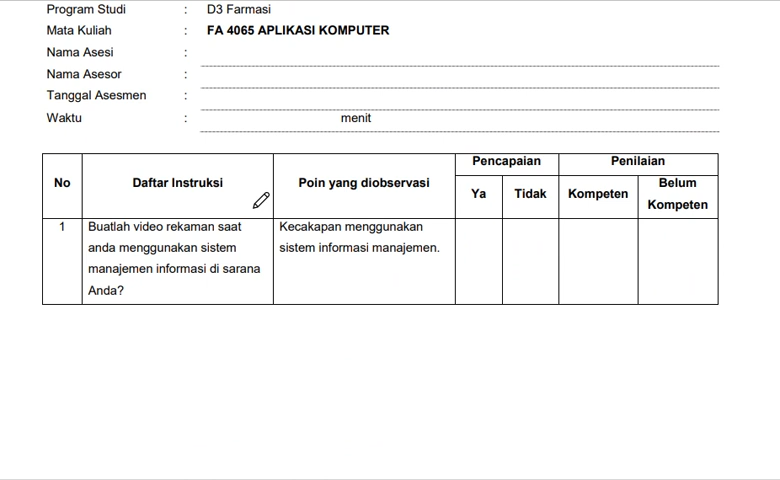 Program Studi : D3 Farmasi
Mata Kuliah : FA 4065 APLIKASI KOMPUTER
Nama Asesi :
Nama Asesor :
Tanggal Asesmen :
Waktu : menit
No Daftar Instruksi Poin yang diobservasi Pencapaian Penilaian
Ya Tidak Kompeten Belum Kompeten
1 Buatlah video rekaman saat Kecakapan menggunakan
anda menggunakan sistem sistem informasi manajemen.
manajemen informasi di sarana
Anda?